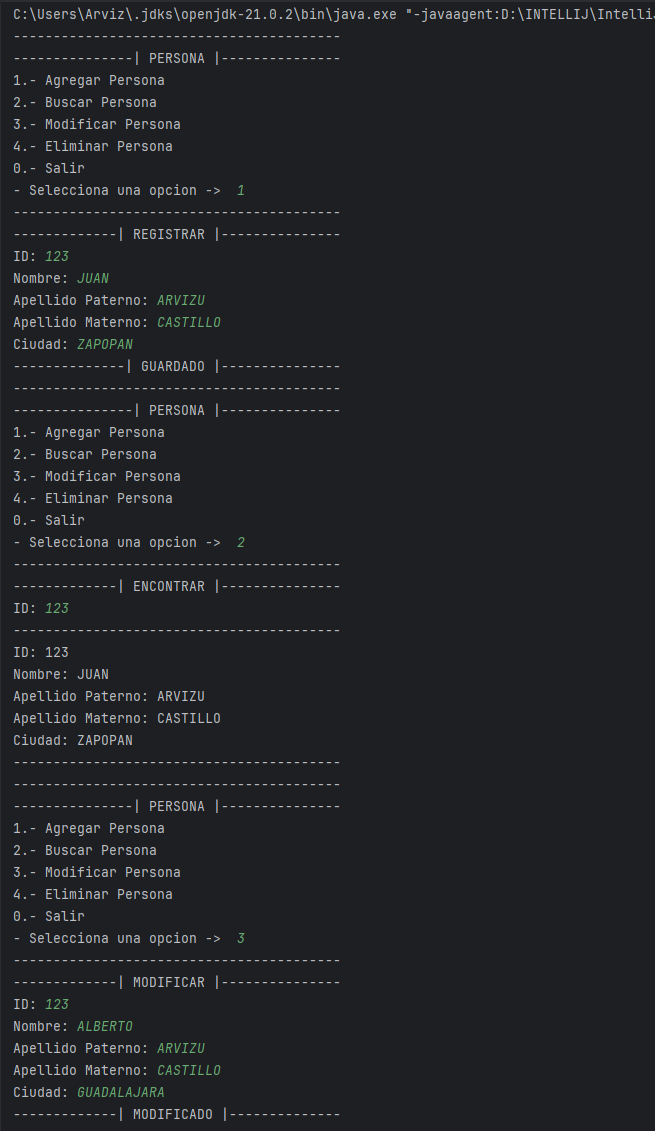 C:\Users\Arviz\.jdks\openjdk-21.0.2\bin\java.exe "-javaagent:D:\INTELLIJ\IntelliJ
-----------------------------------------
---------------| PERSONA |---------------
1.- Agregar Persona
2.- Buscar Persona
3.- Modificar Persona
4.- Eliminar Persona
0.- Salir
- Selecciona una opcion ->  1
-----------------------------------------
-------------| REGISTRAR |---------------
ID: 123
Nombre: JUAN
Apellido Paterno: ARVIZU
Apellido Materno: CASTILLO
Ciudad: ZAPOPAN
--------------| GUARDADO |---------------
-----------------------------------------
---------------| PERSONA |---------------
1.- Agregar Persona
2.- Buscar Persona
3.- Modificar Persona
4.- Eliminar Persona
0.- Salir
- Selecciona una opcion ->  2
-----------------------------------------
-------------| ENCONTRAR |---------------
ID: 123
-----------------------------------------
ID: 123
Nombre: JUAN
Apellido Paterno: ARVIZU
Apellido Materno: CASTILLO
Ciudad: ZAPOPAN
-----------------------------------------
-----------------------------------------
---------------| PERSONA |---------------
1.- Agregar Persona
2.- Buscar Persona
3.- Modificar Persona
4.- Eliminar Persona
0.- Salir
- Selecciona una opcion ->  3
-----------------------------------------
-------------| MODIFICAR |---------------
ID: 123
Nombre: ALBERTO
Apellido Paterno: ARVIZU
Apellido Materno: CASTILLO
Ciudad: GUADALAJARA
-------------| MODIFICADO |--------------